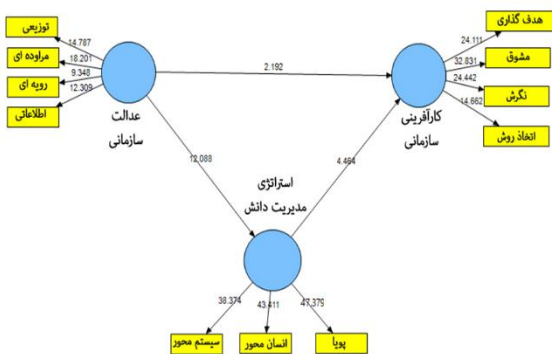 توزیعی
مراوده ای
رویه ای
اطلاعاتی
14.787
18.201
9.348
12.309
عدالت
سازمانی
2.192
هدف گذاری
مشوق
نگرش
اتخاذ روش
24.111
32.831
24.442
14.662
کارآفرینی
سازمانی
12.088
4.464
استراتژی
مدیریت دانش
38.374
43.411
47.379
سیستم محور
انسان محور
پویا